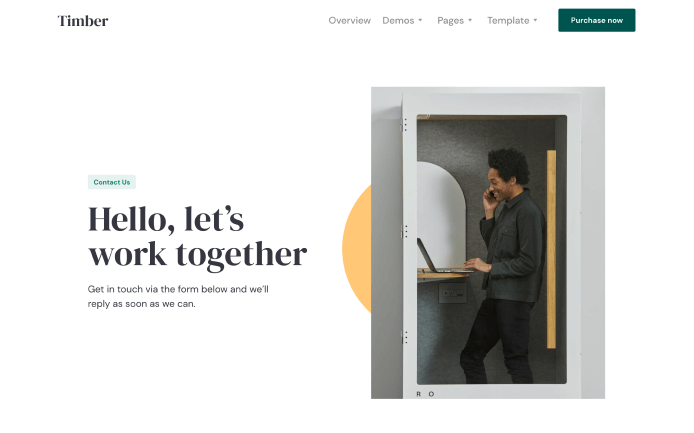 Timber
Overview
Demos
Pages
Template
Purchase now
Contact Us
Hello, let's
work together
Get in touch via the form below and we'll
reply as soon as we can.
R O